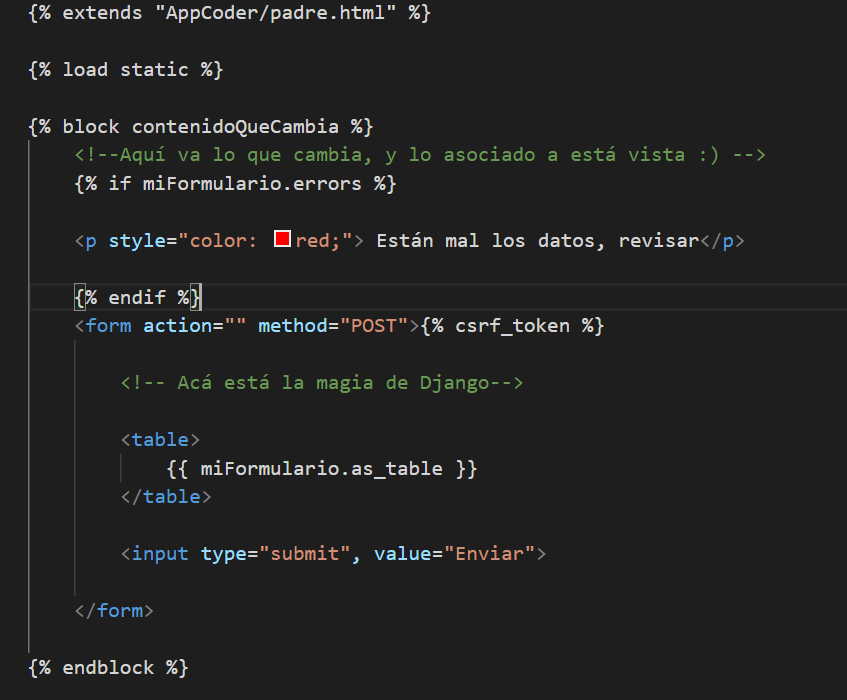 {% extends "AppCoder/padre.html" %}
{% load static %}
{% block contenidoQueCambia %}
<!--Aquí va lo que cambia, y lo asociado a está vista :) -->
{% if miFormulario.errors %}
<p style="color: red;"> Están mal los datos, revisar</p>
{% endif %}
<form action="" method="POST">{% csrf_token %}
<!-- Acá está la magia de Django-->
<table>
{{ miFormulario.as_table }}
</table>
<input type="submit", value="Enviar">
</form>
{% endblock %}